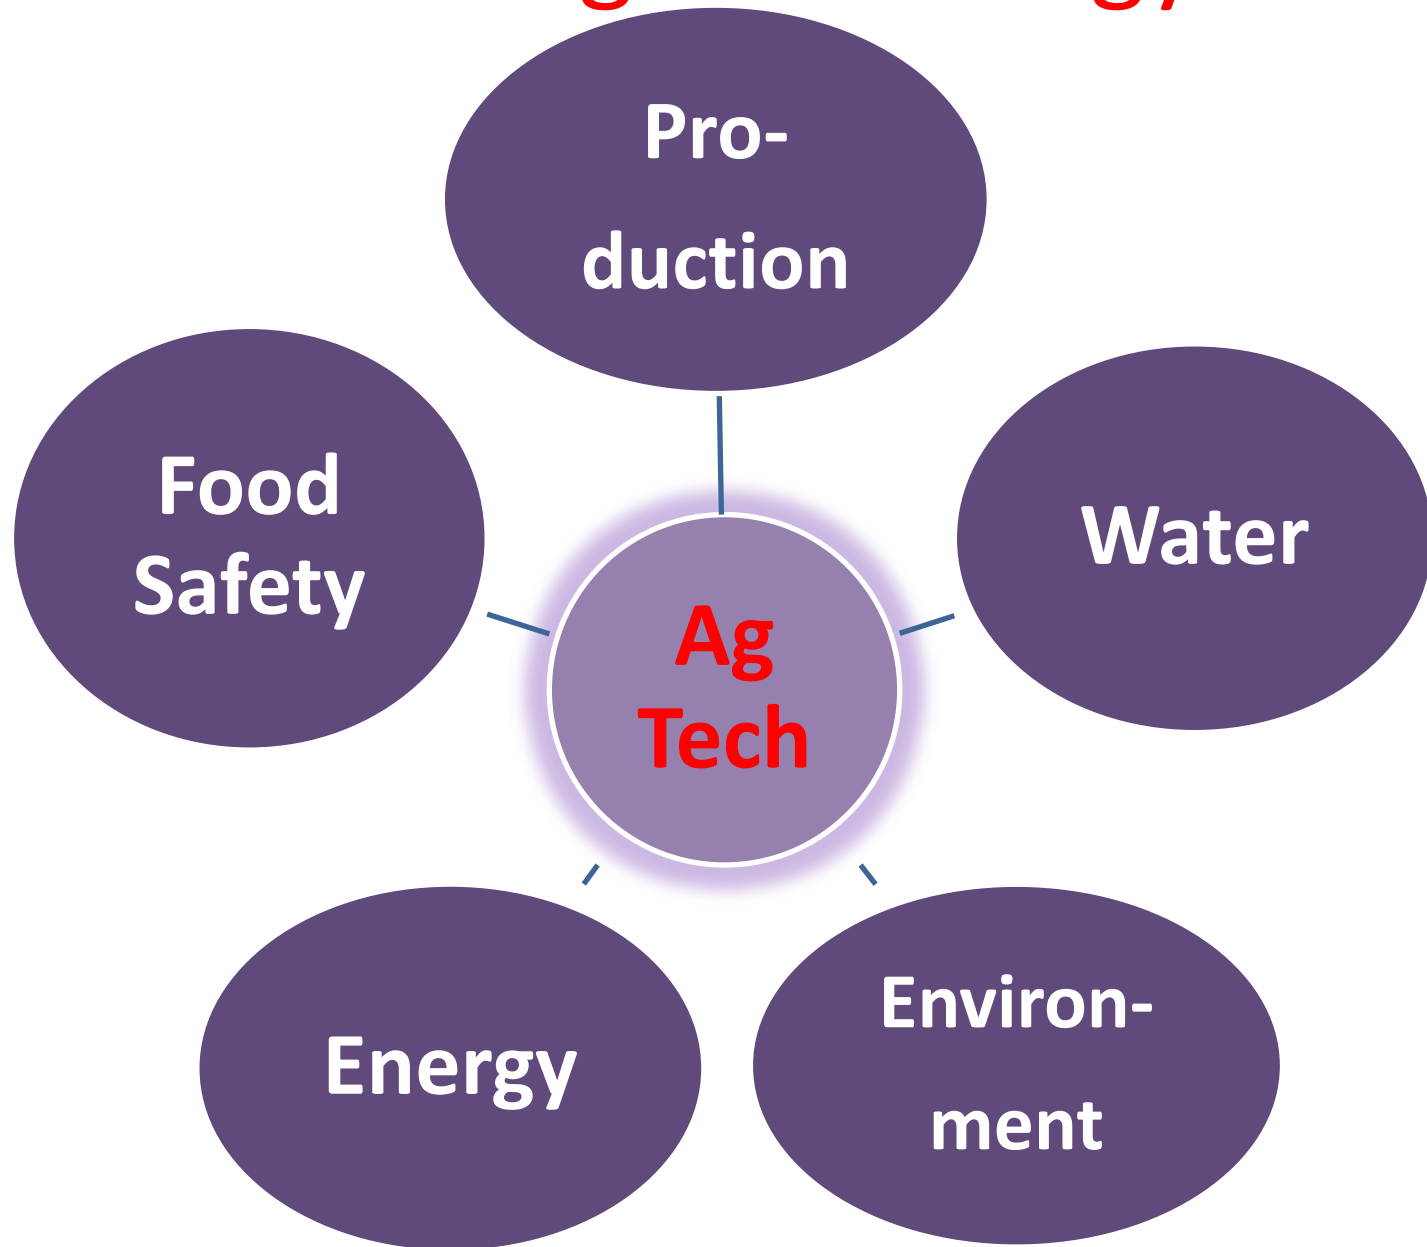 Pro-
duction
Food
Safety
Water
Ag
Tech
Energy
Environ-
ment